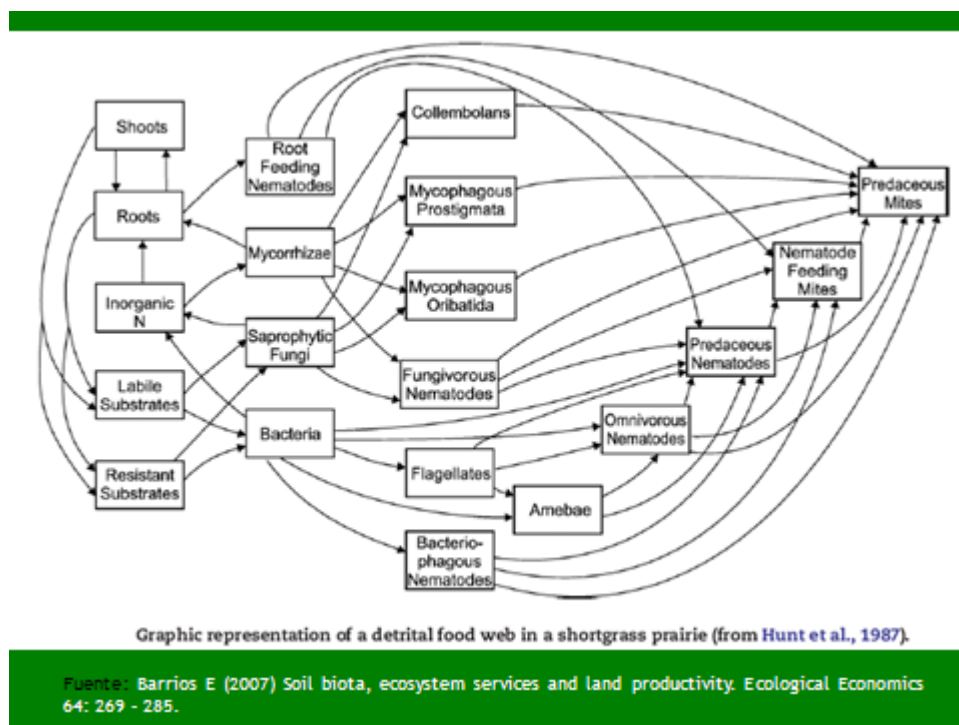 Shoots
Roots
Inorganic
N
Labile
Substrates
Resistant
Substrates
Root
Feeding
Nematodes
Mycorrhizae
Saprophytic
Fungi
Bacteria
Collembolans
Mycophagous
Prostigmata
Mycophagous
Oribatida
Fungivorous
Nematodes
Flagellates
Amebae
Bacterio-
phagous
Nematodes
Omnivorous
Nematodes
Predaceous
Nematodes
Nematode
Feeding
Mites
Predaceous
Mites
Graphic representation of a detrital food web in a shortgrass prairie (from Hunt et al., 1987).
Fuente: Barrios E (2007) Soil biota, ecosystem services and land productivity. Ecological Economics
64: 269 - 285.